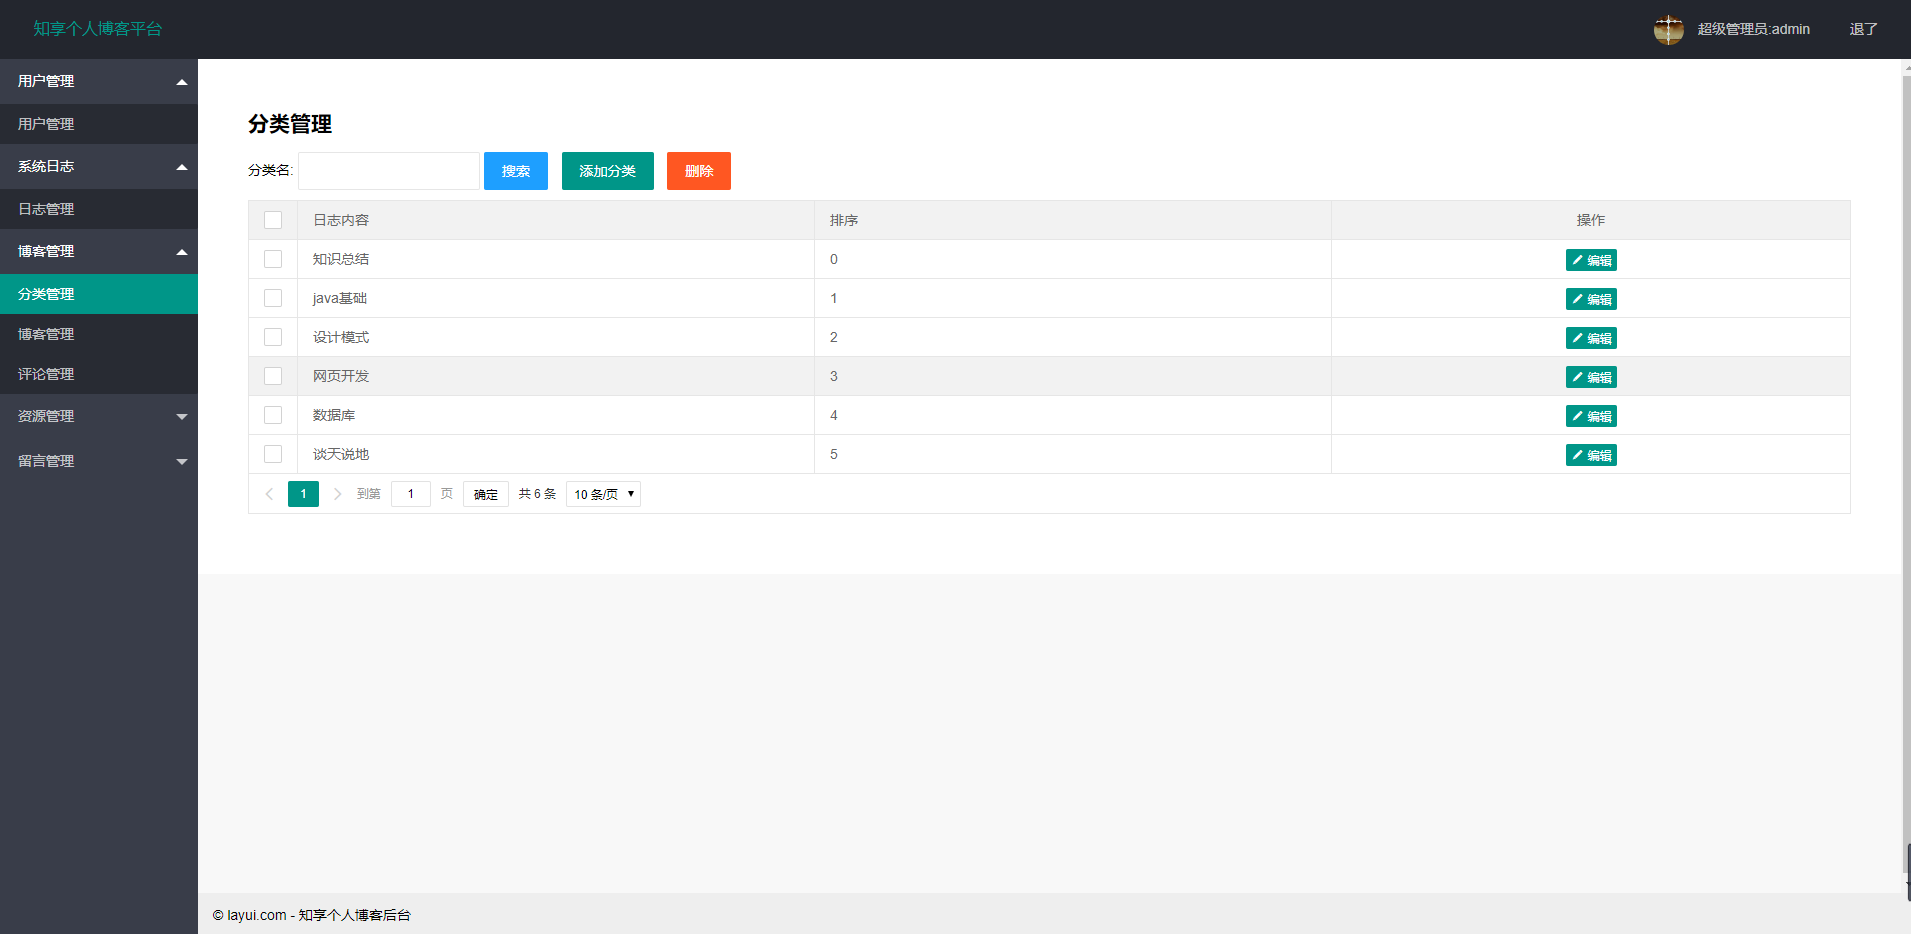 知享个人博客平台
超级管理员:admin
退了
用户管理
用户管理
系统日志
日志管理
博客管理
分类管理
博客管理
评论管理
资源管理
留言管理
分类管理
分类名: 搜索 添加分类 删除
日志内容 排序 操作
知识总结 0 编辑
java基础 1 编辑
设计模式 2 编辑
网页开发 3 编辑
数据库 4 编辑
谈天说地 5 编辑
1 到第 1 页 确定 共 6 条 10 条/页
© layui.com - 知享个人博客后台